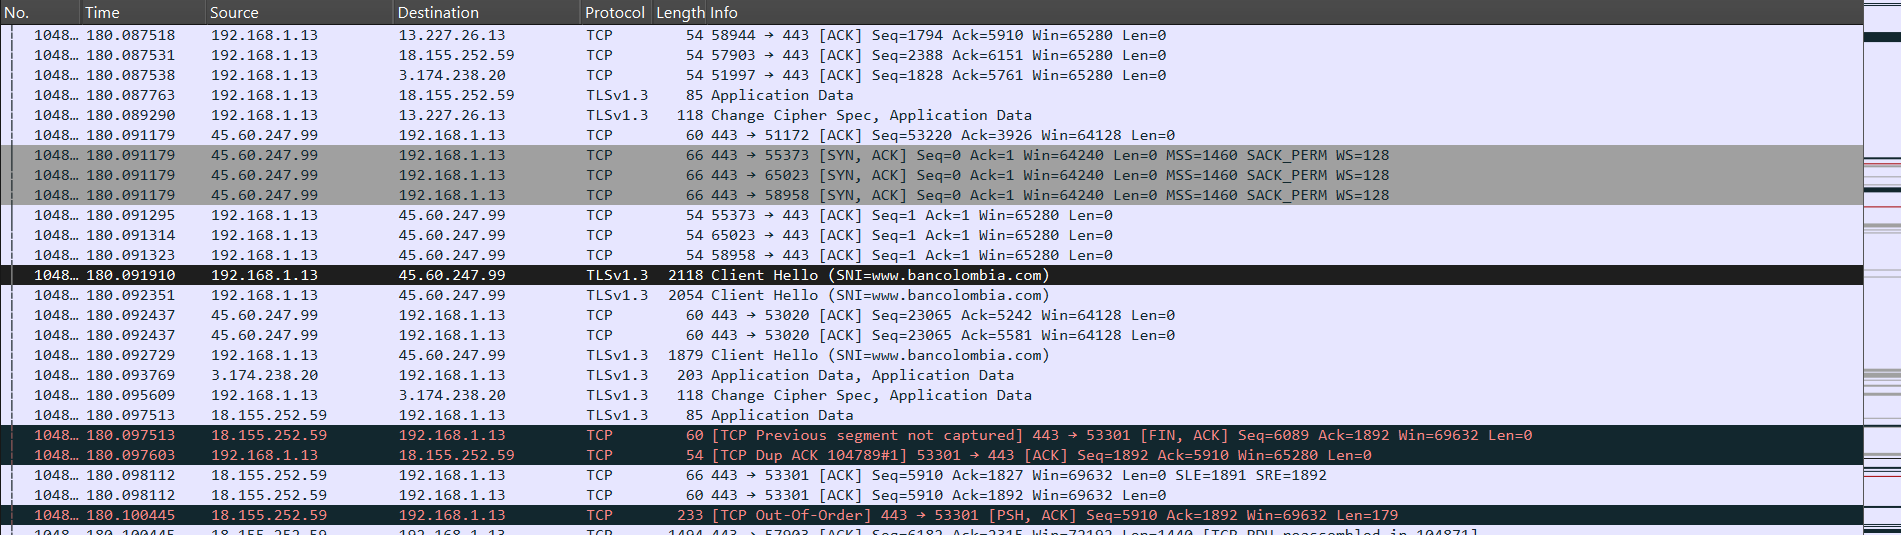 No. Time Source Destination Protocol Length Info
1048… 180.087518 192.168.1.13 13.227.26.13 TCP 54 58944 → 443 [ACK] Seq=1794 Ack=5910 Win=65280 Len=0
1048… 180.087531 192.168.1.13 18.155.252.59 TCP 54 57903 → 443 [ACK] Seq=2388 Ack=6151 Win=65280 Len=0
1048… 180.087538 192.168.1.13 3.174.238.20 TCP 54 51997 → 443 [ACK] Seq=1828 Ack=5761 Win=65280 Len=0
1048… 180.087763 192.168.1.13 18.155.252.59 TLSv1.3 85 Application Data
1048… 180.089290 192.168.1.13 13.227.26.13 TLSv1.3 118 Change Cipher Spec, Application Data
1048… 180.091179 45.60.247.99 192.168.1.13 TCP 60 443 → 51172 [ACK] Seq=53220 Ack=3926 Win=64128 Len=0
1048… 180.091179 45.60.247.99 192.168.1.13 TCP 66 443 → 55373 [SYN, ACK] Seq=0 Ack=1 Win=64240 Len=0 MSS=1460 SACK_PERM WS=128
1048… 180.091179 45.60.247.99 192.168.1.13 TCP 66 443 → 65023 [SYN, ACK] Seq=0 Ack=1 Win=64240 Len=0 MSS=1460 SACK_PERM WS=128
1048… 180.091179 45.60.247.99 192.168.1.13 TCP 66 443 → 58958 [SYN, ACK] Seq=0 Ack=1 Win=64240 Len=0 MSS=1460 SACK_PERM WS=128
1048… 180.091295 192.168.1.13 45.60.247.99 TCP 54 55373 → 443 [ACK] Seq=1 Ack=1 Win=65280 Len=0
1048… 180.091314 192.168.1.13 45.60.247.99 TCP 54 65023 → 443 [ACK] Seq=1 Ack=1 Win=65280 Len=0
1048… 180.091323 192.168.1.13 45.60.247.99 TCP 54 58958 → 443 [ACK] Seq=1 Ack=1 Win=65280 Len=0
1048… 180.091910 192.168.1.13 45.60.247.99 TLSv1.3 2118 Client Hello (SNI=www.bancolombia.com)
1048… 180.092351 192.168.1.13 45.60.247.99 TLSv1.3 2054 Client Hello (SNI=www.bancolombia.com)
1048… 180.092437 45.60.247.99 192.168.1.13 TCP 60 443 → 53020 [ACK] Seq=23065 Ack=5242 Win=64128 Len=0
1048… 180.092437 45.60.247.99 192.168.1.13 TCP 60 443 → 53020 [ACK] Seq=23065 Ack=5581 Win=64128 Len=0
1048… 180.092729 192.168.1.13 45.60.247.99 TLSv1.3 1879 Client Hello (SNI=www.bancolombia.com)
1048… 180.093769 3.174.238.20 192.168.1.13 TLSv1.3 203 Application Data, Application Data
1048… 180.095609 192.168.1.13 3.174.238.20 TLSv1.3 118 Change Cipher Spec, Application Data
1048… 180.097513 18.155.252.59 192.168.1.13 TLSv1.3 85 Application Data
1048… 180.097513 18.155.252.59 192.168.1.13 TCP 60 [TCP Previous segment not captured] 443 → 53301 [FIN, ACK] Seq=6089 Ack=1892 Win=69632 Len=0
1048… 180.097603 192.168.1.13 18.155.252.59 TCP 54 [TCP Dup ACK 104789#1] 53301 → 443 [ACK] Seq=1892 Ack=5910 Win=65280 Len=0
1048… 180.098112 18.155.252.59 192.168.1.13 TCP 66 443 → 53301 [ACK] Seq=5910 Ack=1827 Win=69632 Len=0 SLE=1891 SRE=1892
1048… 180.098112 18.155.252.59 192.168.1.13 TCP 60 443 → 53301 [ACK] Seq=5910 Ack=1892 Win=69632 Len=0
1048… 180.100445 18.155.252.59 192.168.1.13 TCP 233 [TCP Out-Of-Order] 443 → 53301 [PSH, ACK] Seq=5910 Ack=1892 Win=69632 Len=179
1048… 180.100445 18.155.252.59 192.168.1.13 TCP 1494 443 → 57903 [ACK] Seq=6182 Ack=2315 Win=72192 Len=1440 [TCP PDU reassembled in 104871]